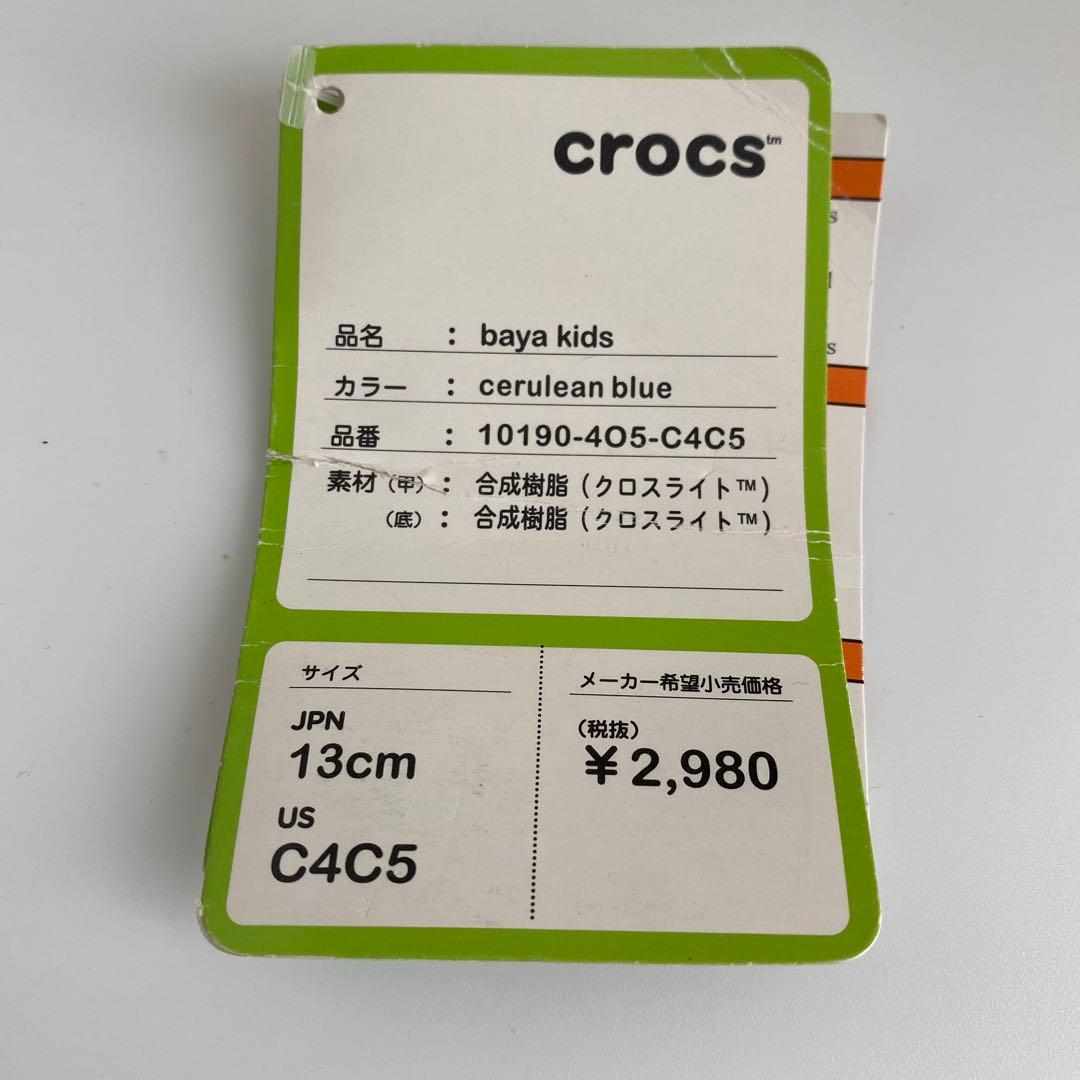 crocs™
品名 : baya kids
カラー : cerulean blue
品番 : 10190-4O5-C4C5
素材（甲）: 合成樹脂（クロスライト™）
（底）: 合成樹脂（クロスライト™）
サイズ
JPN
13cm
US
C4C5
メーカー希望小売価格
（税抜）
¥2,980